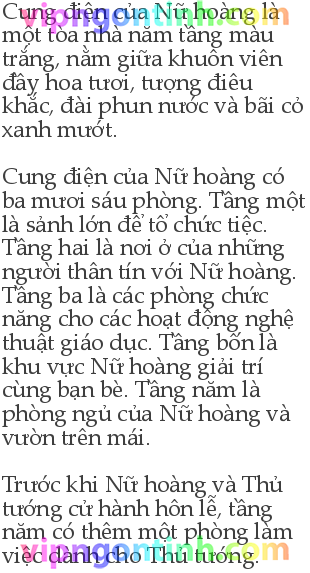 Cung điện của Nữ hoàng là
một tòa nhà năm tầng màu
trắng, nằm giữa khuôn viên
đầy hoa tươi, tượng điêu
khắc, đài phun nước và bãi cỏ
xanh mướt.

Cung điện của Nữ hoàng có
ba mươi sáu phòng. Tầng một
là sảnh lớn để tổ chức tiệc.
Tầng hai là nơi ở của những
người thân tín với Nữ hoàng.
Tầng ba là các phòng chức
năng cho các hoạt động nghệ
thuật giáo dục. Tầng bốn là
khu vực Nữ hoàng giải trí
cùng bạn bè. Tầng năm là
phòng ngủ của Nữ hoàng và
vườn trên mái.

Trước khi Nữ hoàng và Thủ
tướng cử hành hôn lễ, tầng
năm có thêm một phòng làm
việc dành cho Thủ tướng.
vipngontinh.com
vipngontinh.com